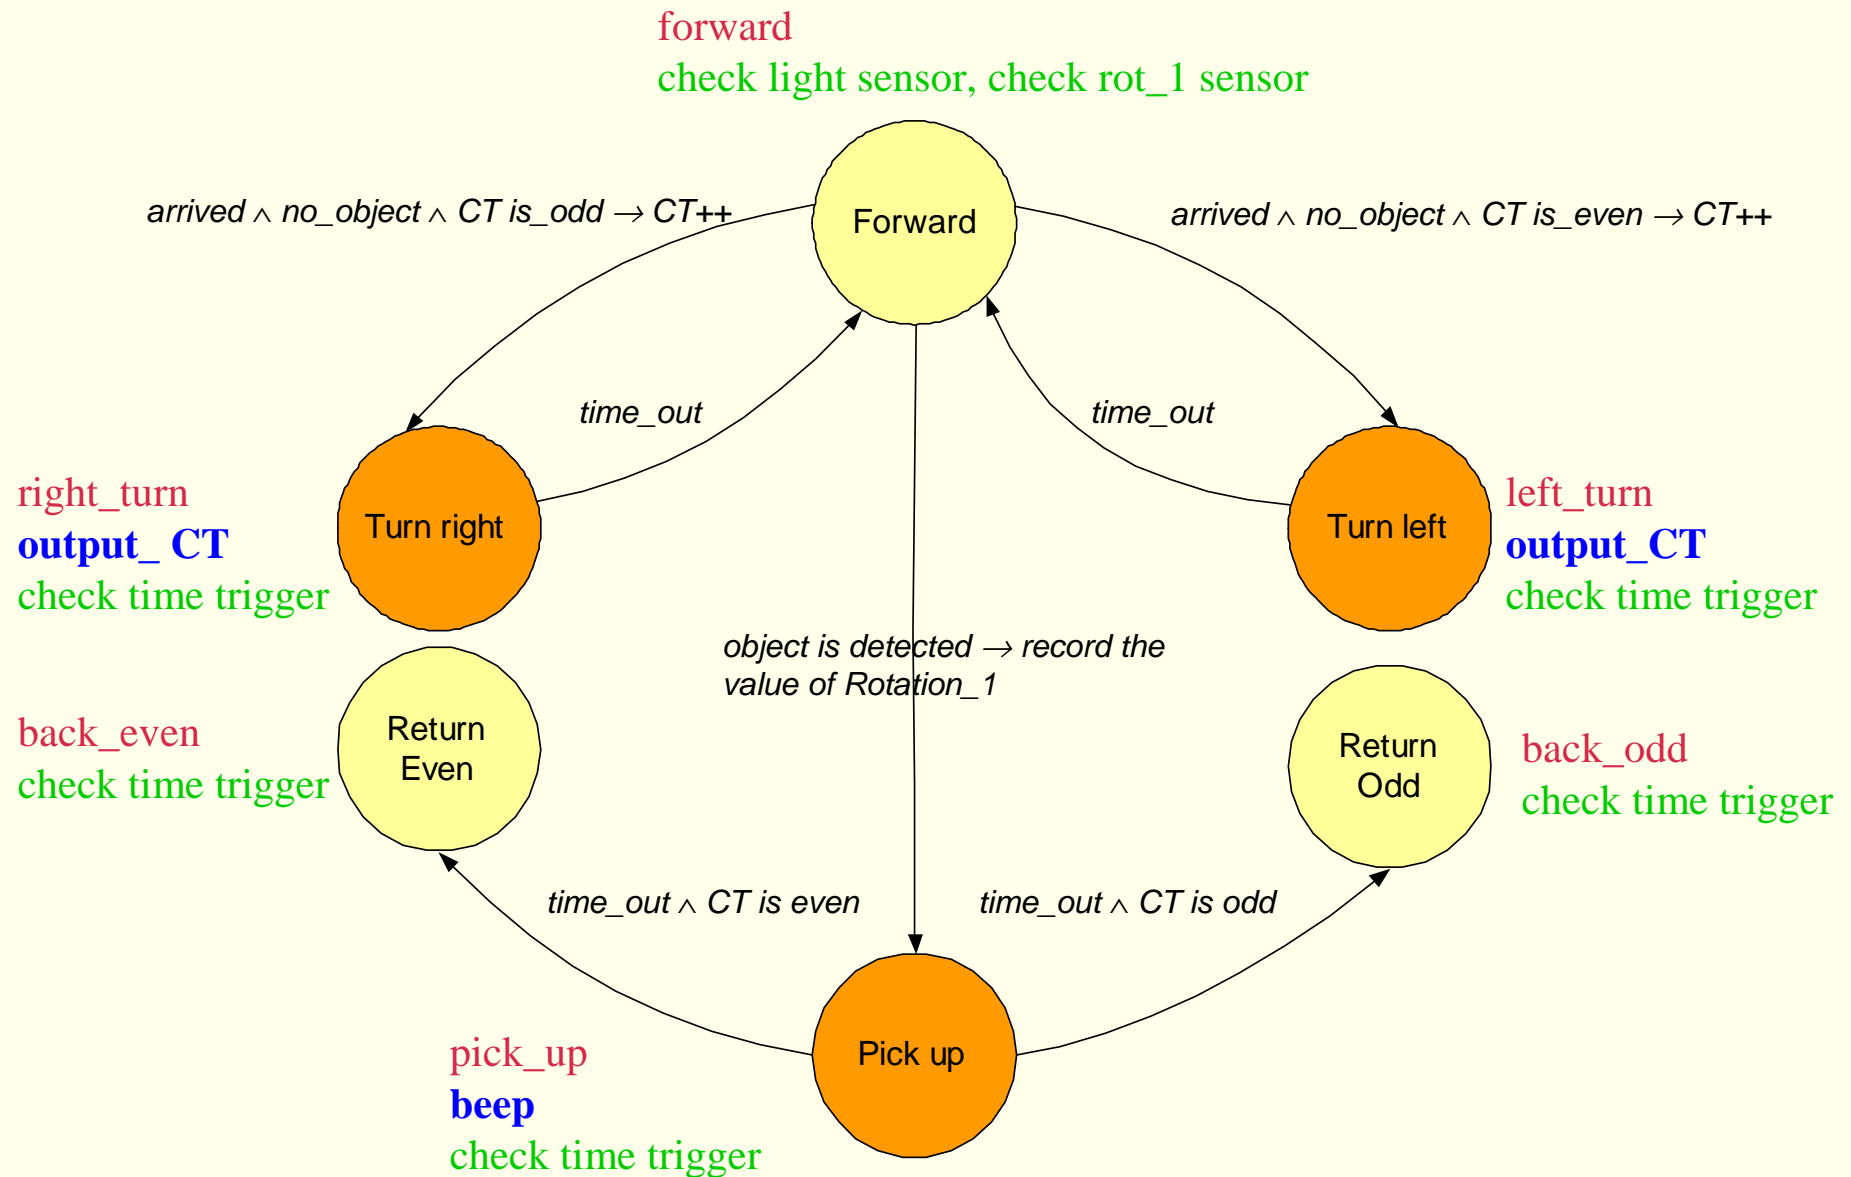 forward
check light sensor, check rot_1 sensor
arrived ∧ no_object ∧ CT is_odd → CT++
Forward
arrived ∧ no_object ∧ CT is_even → CT++
time_out
time_out
right_turn
output_ CT
check time trigger
Turn right
Turn left
left_turn
output_CT
check time trigger
object is detected → record the
value of Rotation_1
back_even
check time trigger
Return
Even
Return
Odd
back_odd
check time trigger
time_out ∧ CT is even
time_out ∧ CT is odd
pick_up
beep
check time trigger
Pick up